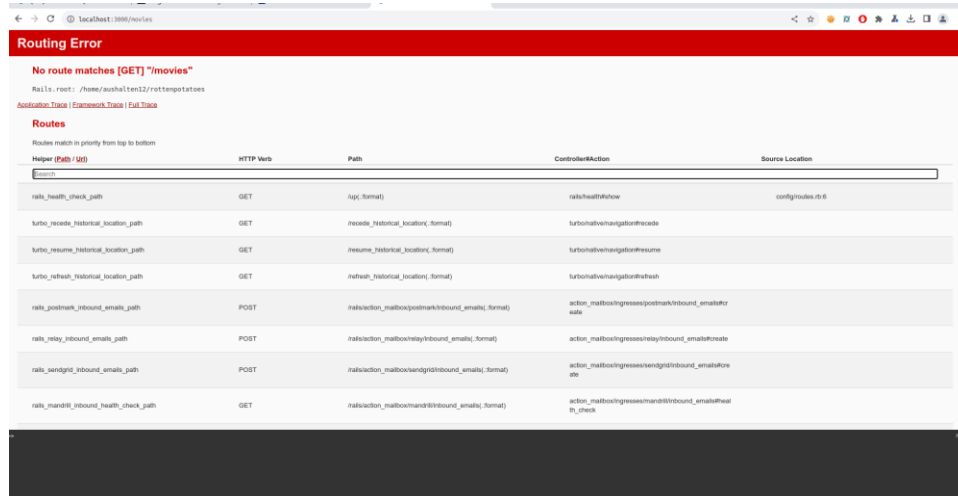 localhost:3000/movies
Routing Error
No route matches [GET] "/movies"
Rails.root: /home/aushalten12/rottenpotatoes
Application Trace | Framework Trace | Full Trace
Routes
Routes match in priority from top to bottom
Helper (Path / Url) HTTP Verb Path Controller#Action Source Location
Search
rails_health_check_path GET /up(.:format) rails/health#show config/routes.rb:6
turbo_recede_historical_location_path GET /recede_historical_location(.:format) turbo/native/navigation#recede
turbo_resume_historical_location_path GET /resume_historical_location(.:format) turbo/native/navigation#resume
turbo_refresh_historical_location_path GET /refresh_historical_location(.:format) turbo/native/navigation#refresh
rails_postmark_inbound_emails_path POST /rails/action_mailbox/postmark/inbound_emails(.:format) action_mailbox/ingresses/postmark/inbound_emails#cr
eate
rails_relay_inbound_emails_path POST /rails/action_mailbox/relay/inbound_emails(.:format) action_mailbox/ingresses/relay/inbound_emails#create
rails_sendgrid_inbound_emails_path POST /rails/action_mailbox/sendgrid/inbound_emails(.:format) action_mailbox/ingresses/sendgrid/inbound_emails#cre
ate
rails_mandrill_inbound_health_check_path GET /rails/action_mailbox/mandrill/inbound_emails(.:format) action_mailbox/ingresses/mandrill/inbound_emails#heal
th_check